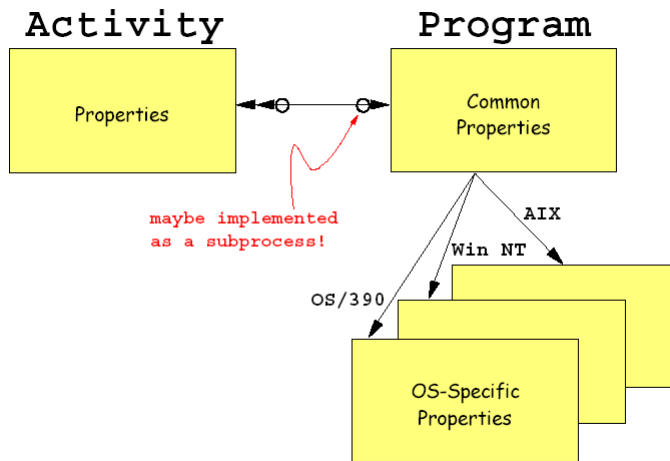 Activity
Program
Properties
Common
Properties
maybe implemented
as a subprocess!
AIX
Win NT
OS/390
OS-Specific
Properties